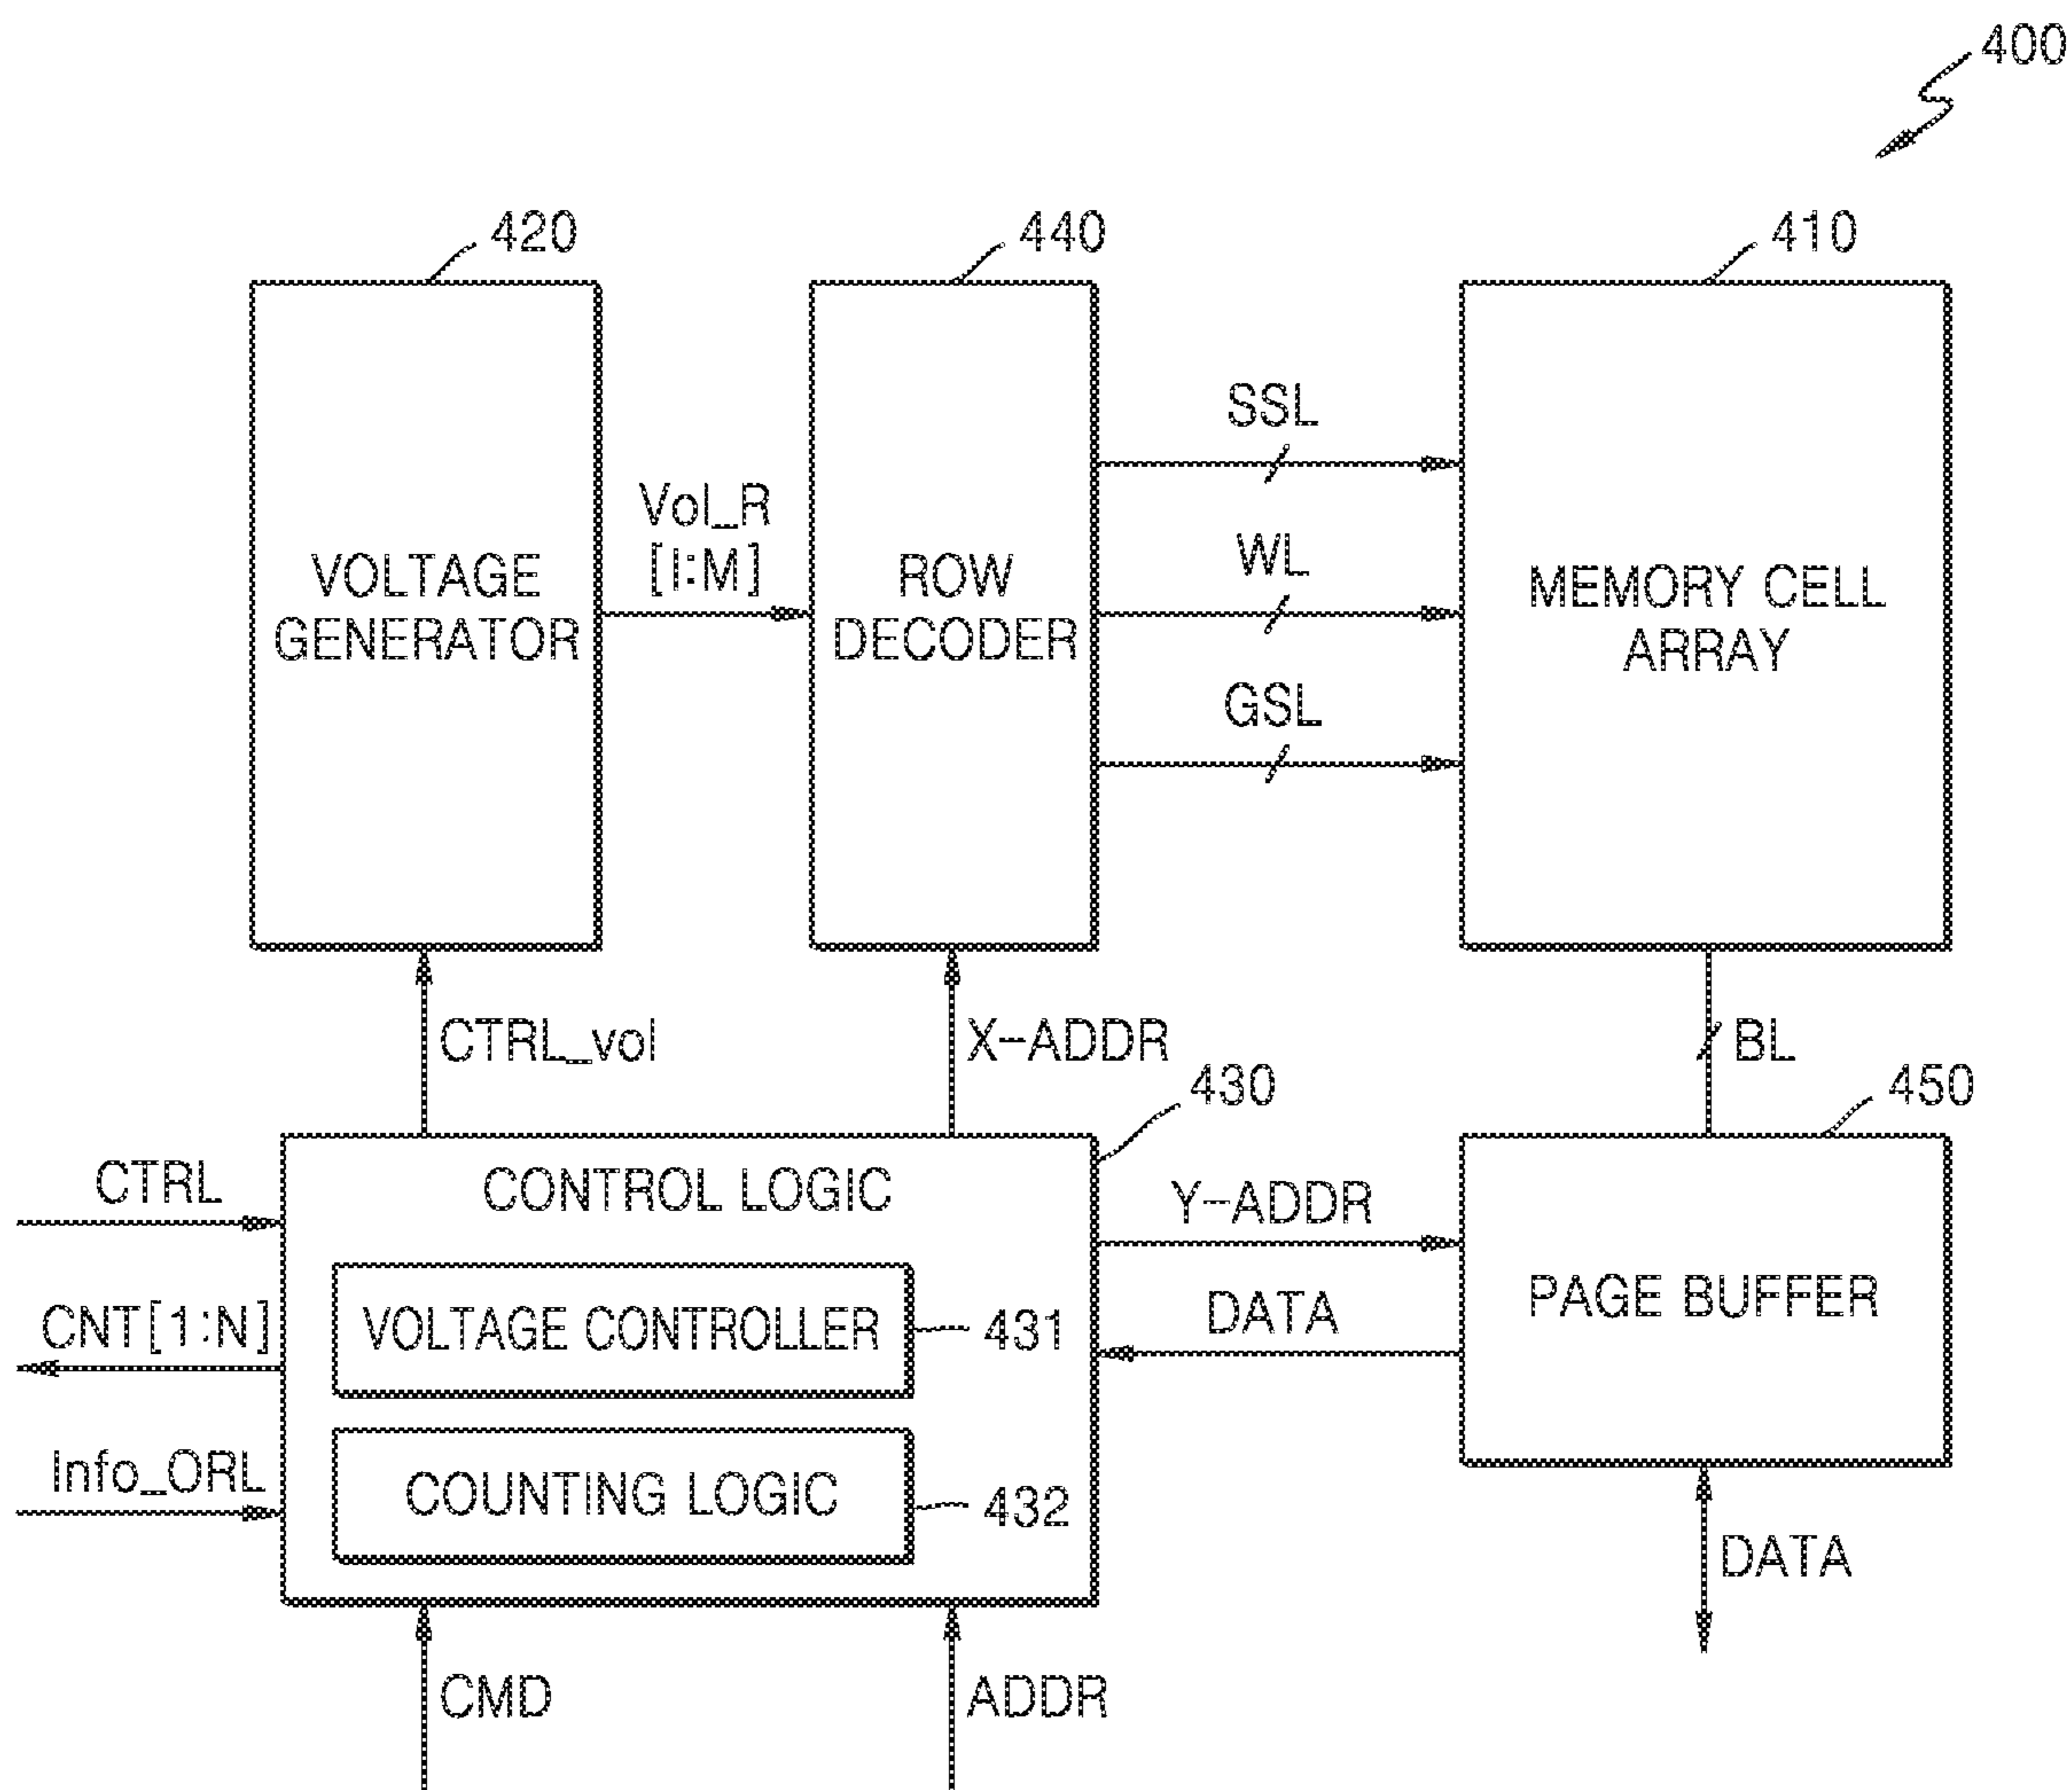 400
420
440
410
SSL
Vol_R
[1:M]
WL
VOLTAGE
GENERATOR
ROW
DECODER
MEMORY CELL
ARRAY
GSL
CTRL_vol
X-ADDR
BL
430
450
CTRL
CONTROL LOGIC
Y-ADDR
CNT[1:N]
VOLTAGE CONTROLLER
431
DATA
PAGE BUFFER
Info_ORL
COUNTING LOGIC
432
DATA
CMD
ADDR